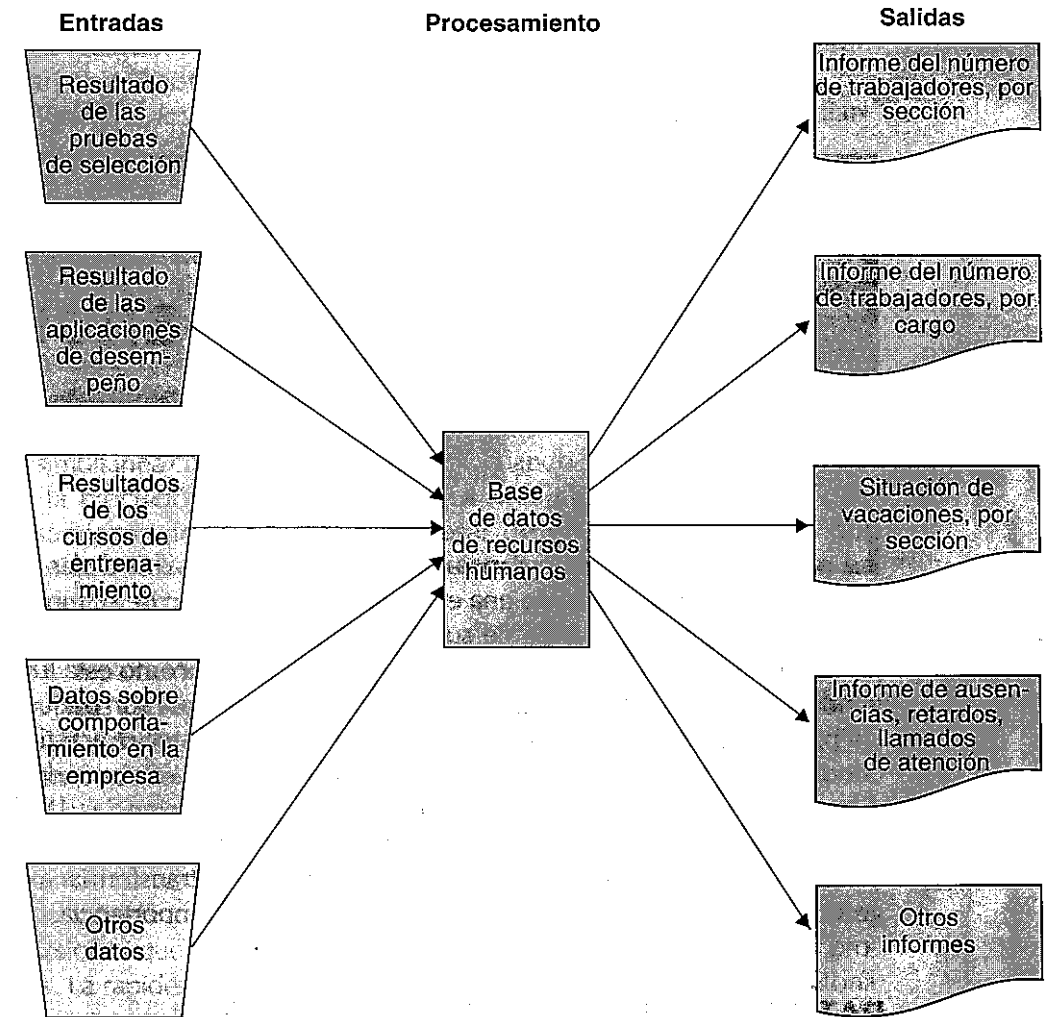 Entradas
Procesamiento
Salidas
Resultado
de las
pruebas
de selección
Resultado
de las
aplicaciones
de desem-
peño
Resultados
de los
cursos de
entrena-
miento
Datos sobre
comporta-
miento en la
empresa
Otros
datos
Base
de datos
de recursos
humanos
Informe del número
de trabajadores, por
sección
Informe del número
de trabajadores, por
cargo
Situación de
vacaciones, por
sección
Informe de ausen-
cias, retardos,
llamados
de atención
Otros
informes